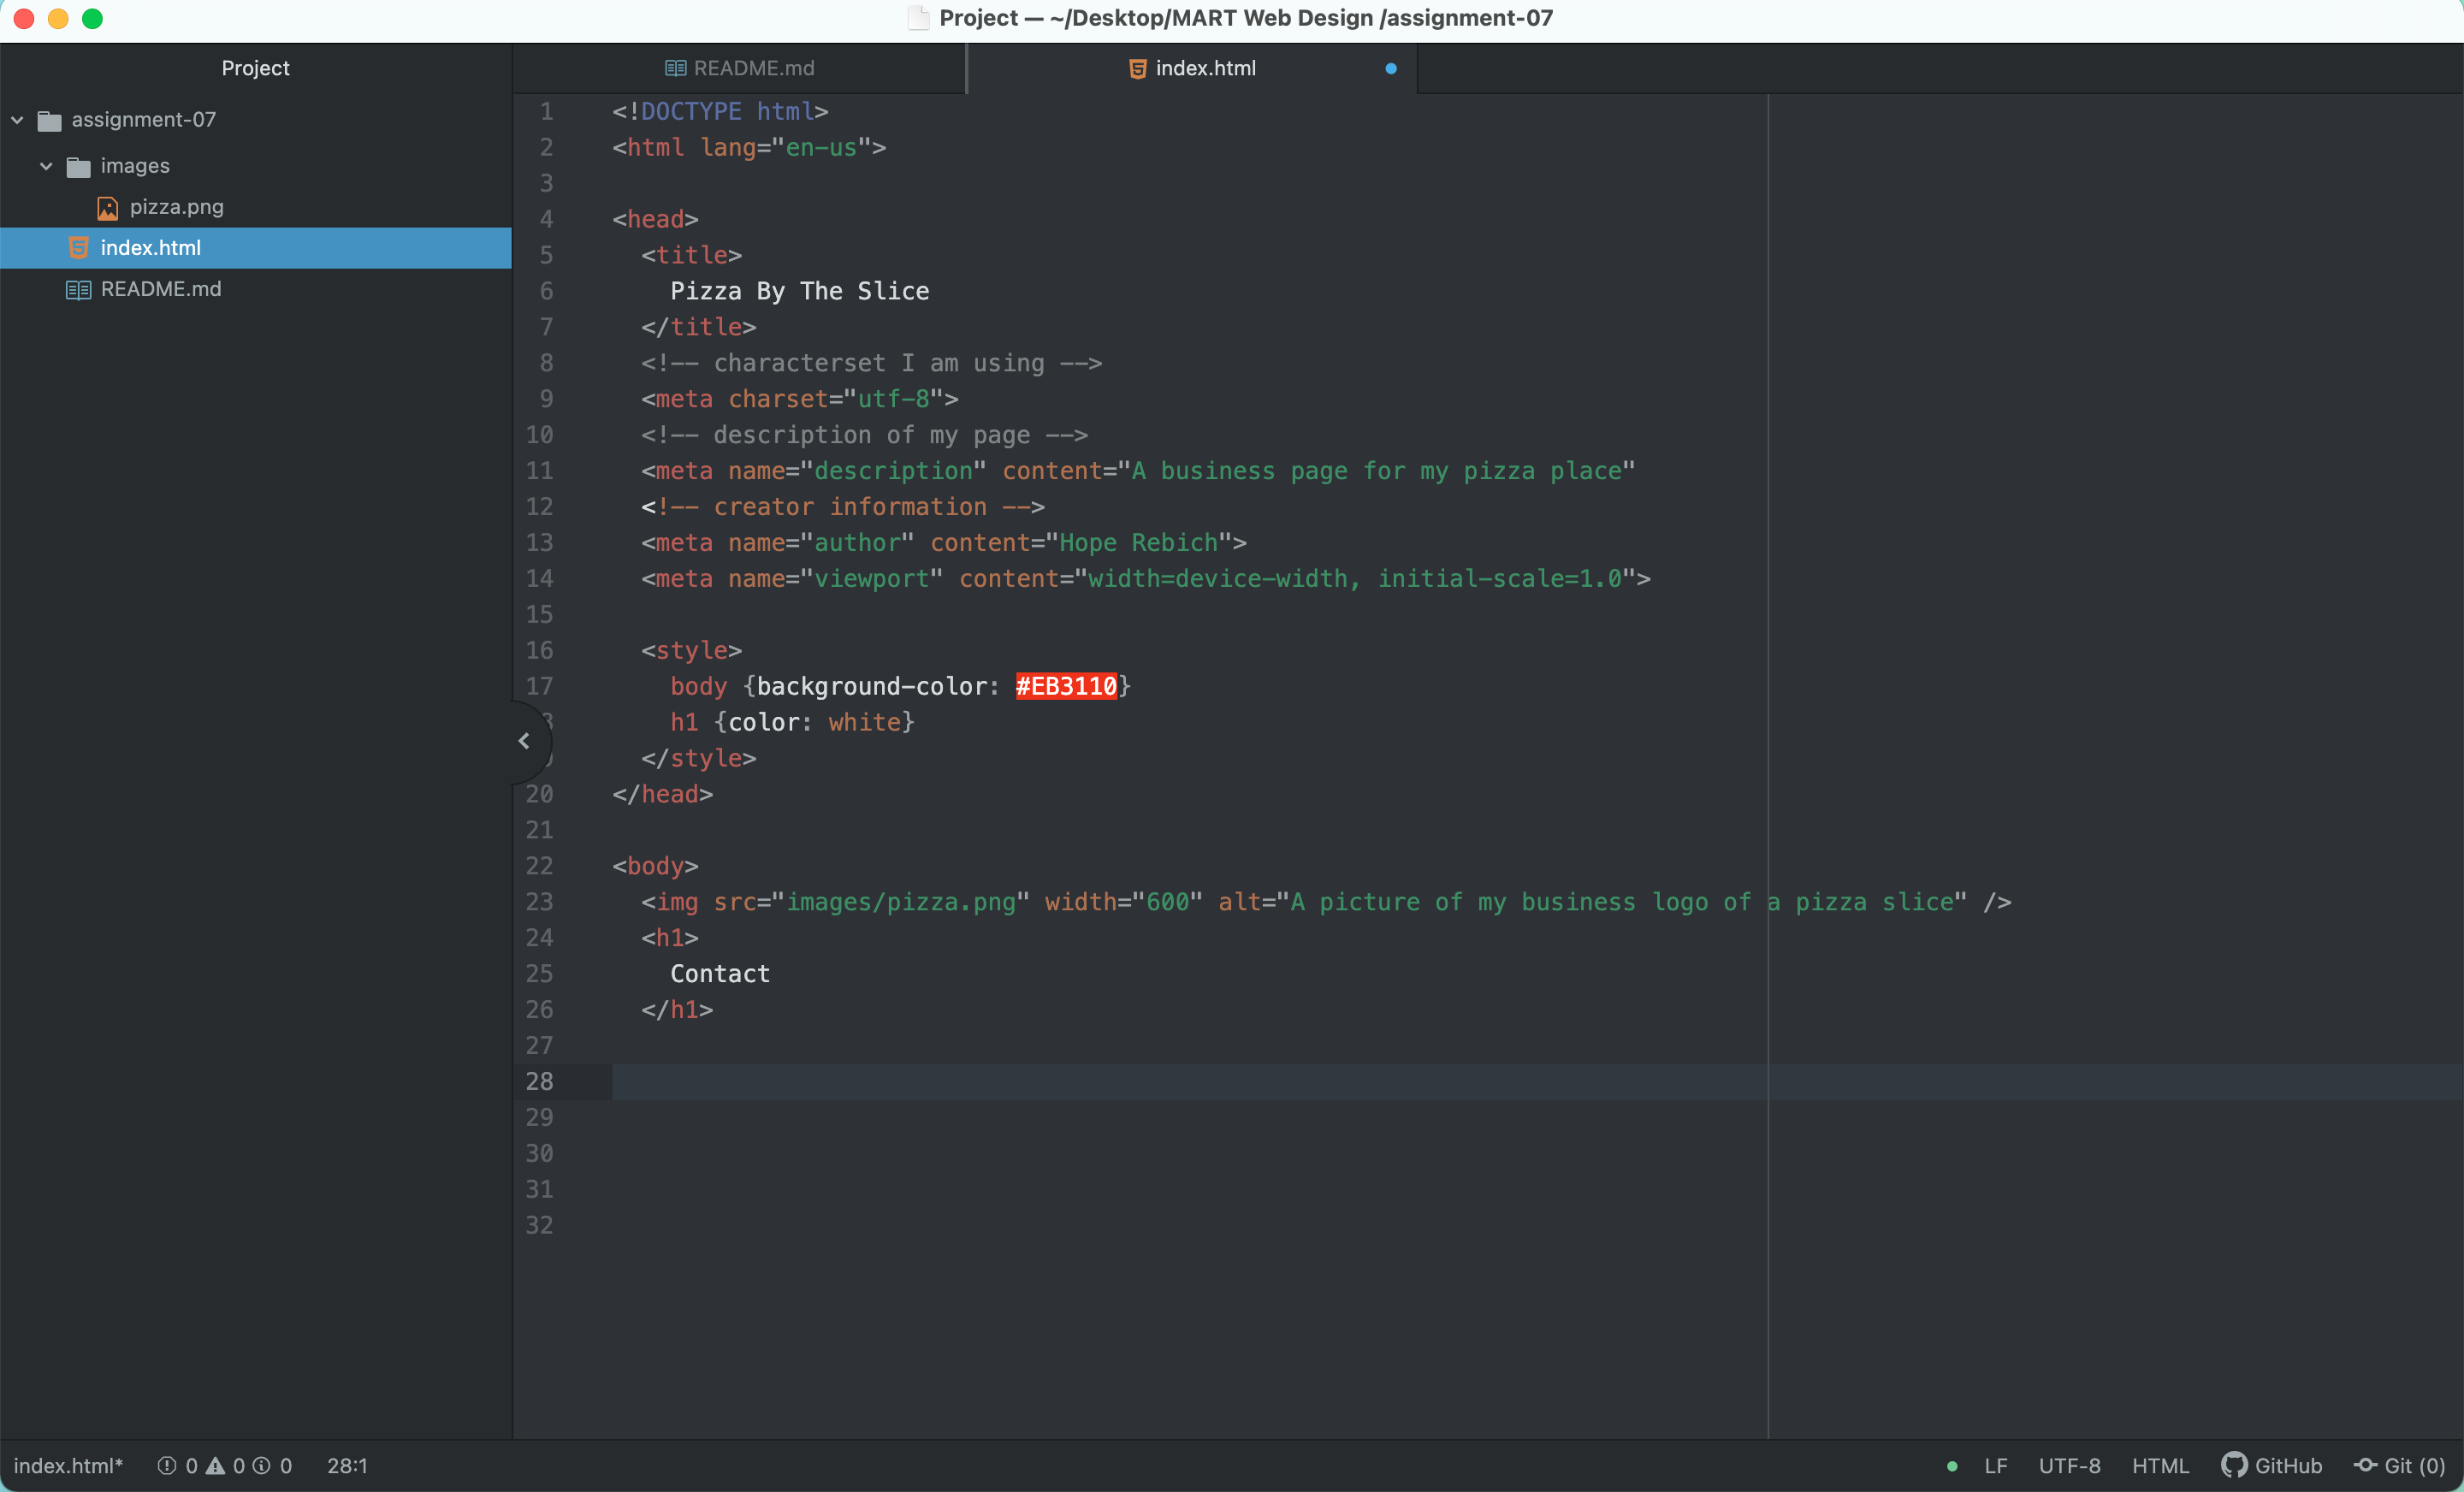 Project — ~/Desktop/MART Web Design /assignment-07
Project
README.md
index.html
assignment-07
images
pizza.png
index.html
README.md
1 <!DOCTYPE html>
2 <html lang="en-us">
3
4 <head>
5 <title>
6 Pizza By The Slice
7 </title>
8 <!-- characterset I am using -->
9 <meta charset="utf-8">
10 <!-- description of my page -->
11 <meta name="description" content="A business page for my pizza place"
12 <!-- creator information -->
13 <meta name="author" content="Hope Rebich">
14 <meta name="viewport" content="width=device-width, initial-scale=1.0">
15
16 <style>
17 body {background-color: #EB3110}
h1 {color: white}
</style>
20 </head>
21
22 <body>
23 <img src="images/pizza.png" width="600" alt="A picture of my business logo of a pizza slice" />
24 <h1>
25 Contact
26 </h1>
27
28
29
30
31
32
index.html* 0 0 0 28:1 LF UTF-8 HTML GitHub Git (0)